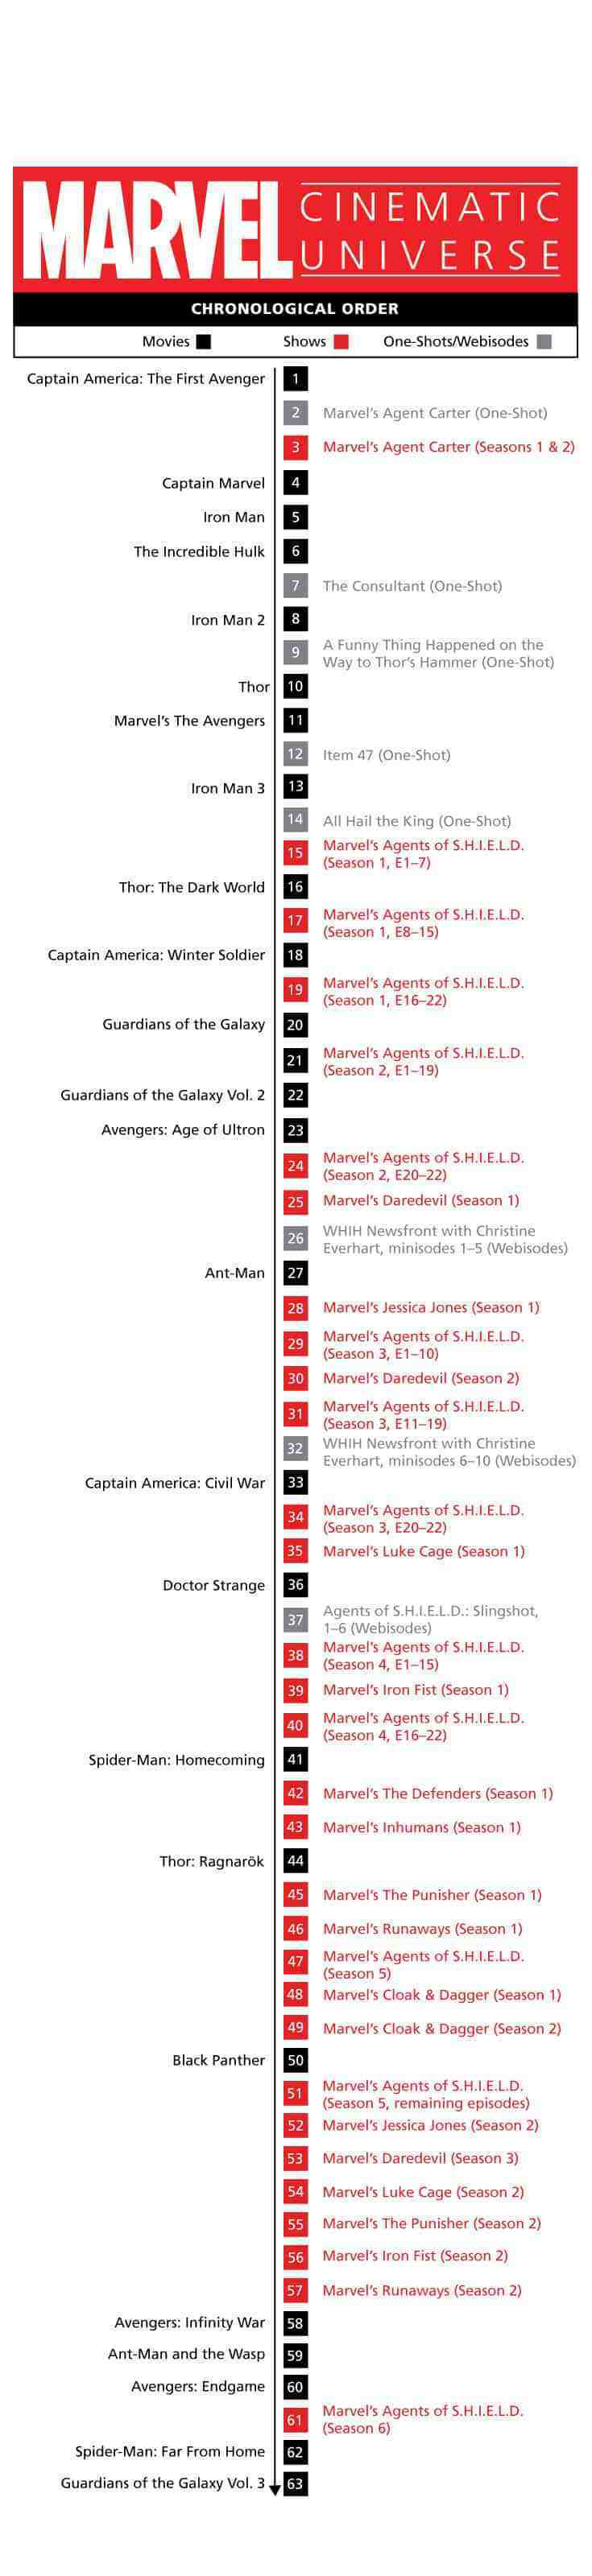 MARVEL CINEMATIC
UNIVERSE
CHRONOLOGICAL ORDER
Movies Shows One-Shots/Webisodes
Captain America: The First Avenger 1
2 Marvel's Agent Carter (One-Shot)
3 Marvel's Agent Carter (Seasons 1 & 2)
Captain Marvel 4
Iron Man 5
The Incredible Hulk 6
7 The Consultant (One-Shot)
Iron Man 2 8
9 A Funny Thing Happened on the
Way to Thor's Hammer (One-Shot)
Thor 10
Marvel's The Avengers 11
12 Item 47 (One-Shot)
Iron Man 3 13
14 All Hail the King (One-Shot)
15 Marvel's Agents of S.H.I.E.L.D.
(Season 1, E1–7)
Thor: The Dark World 16
17 Marvel's Agents of S.H.I.E.L.D.
(Season 1, E8–15)
Captain America: Winter Soldier 18
19 Marvel's Agents of S.H.I.E.L.D.
(Season 1, E16–22)
Guardians of the Galaxy 20
21 Marvel's Agents of S.H.I.E.L.D.
(Season 2, E1–19)
Guardians of the Galaxy Vol. 2 22
Avengers: Age of Ultron 23
24 Marvel's Agents of S.H.I.E.L.D.
(Season 2, E20–22)
25 Marvel's Daredevil (Season 1)
26 WHIH Newsfront with Christine
Everhart, minisodes 1–5 (Webisodes)
Ant-Man 27
28 Marvel's Jessica Jones (Season 1)
29 Marvel's Agents of S.H.I.E.L.D.
(Season 3, E1–10)
30 Marvel's Daredevil (Season 2)
31 Marvel's Agents of S.H.I.E.L.D.
(Season 3, E11–19)
32 WHIH Newsfront with Christine
Everhart, minisodes 6–10 (Webisodes)
Captain America: Civil War 33
34 Marvel's Agents of S.H.I.E.L.D.
(Season 3, E20–22)
35 Marvel's Luke Cage (Season 1)
Doctor Strange 36
37 Agents of S.H.I.E.L.D.: Slingshot,
1–6 (Webisodes)
38 Marvel's Agents of S.H.I.E.L.D.
(Season 4, E1–15)
39 Marvel's Iron Fist (Season 1)
40 Marvel's Agents of S.H.I.E.L.D.
(Season 4, E16–22)
Spider-Man: Homecoming 41
42 Marvel's The Defenders (Season 1)
43 Marvel's Inhumans (Season 1)
Thor: Ragnarök 44
45 Marvel's The Punisher (Season 1)
46 Marvel's Runaways (Season 1)
47 Marvel's Agents of S.H.I.E.L.D.
(Season 5)
48 Marvel's Cloak & Dagger (Season 1)
49 Marvel's Cloak & Dagger (Season 2)
Black Panther 50
51 Marvel's Agents of S.H.I.E.L.D.
(Season 5, remaining episodes)
52 Marvel's Jessica Jones (Season 2)
53 Marvel's Daredevil (Season 3)
54 Marvel's Luke Cage (Season 2)
55 Marvel's The Punisher (Season 2)
56 Marvel's Iron Fist (Season 2)
57 Marvel's Runaways (Season 2)
Avengers: Infinity War 58
Ant-Man and the Wasp 59
Avengers: Endgame 60
61 Marvel's Agents of S.H.I.E.L.D.
(Season 6)
Spider-Man: Far From Home 62
Guardians of the Galaxy Vol. 3 63